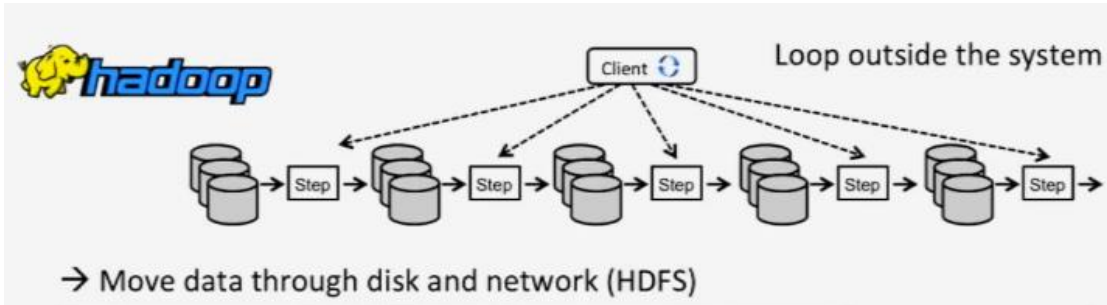 hadoop
Client
Loop outside the system
Step Step Step Step Step
→ Move data through disk and network (HDFS)